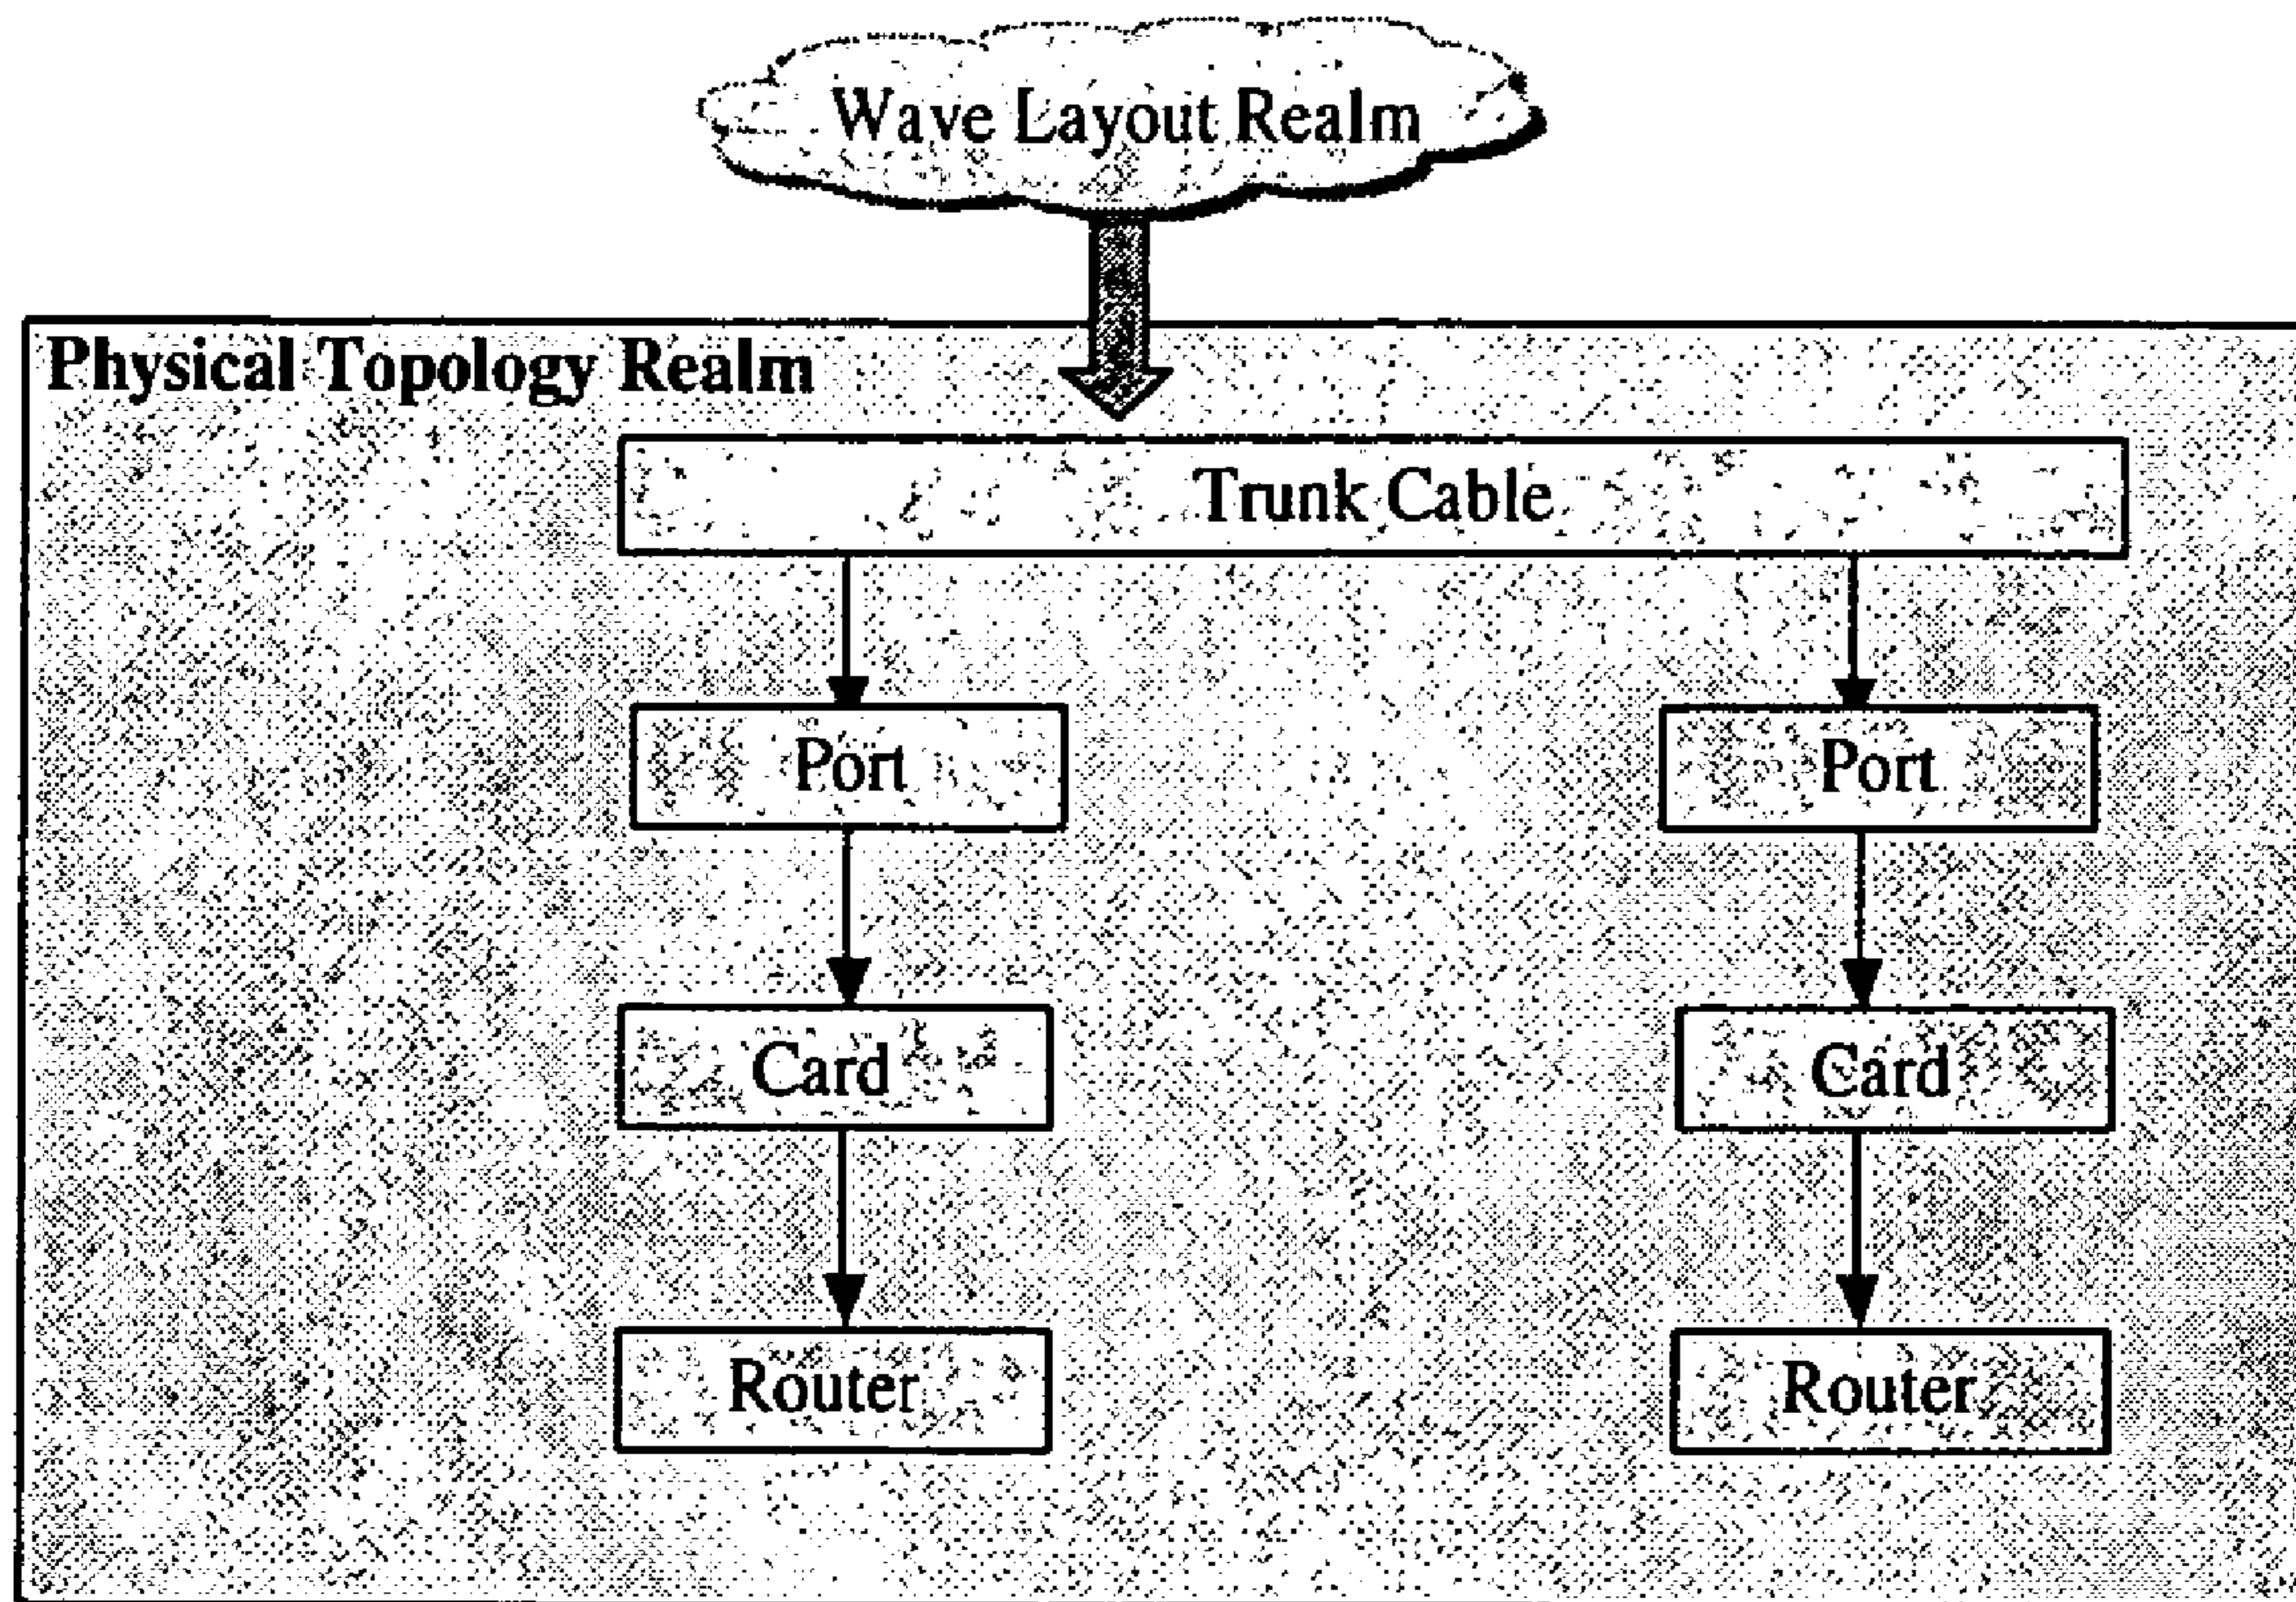 Wave Layout Realm
Physical Topology Realm
Trunk Cable
Port
Port
Card
Card
Router
Router